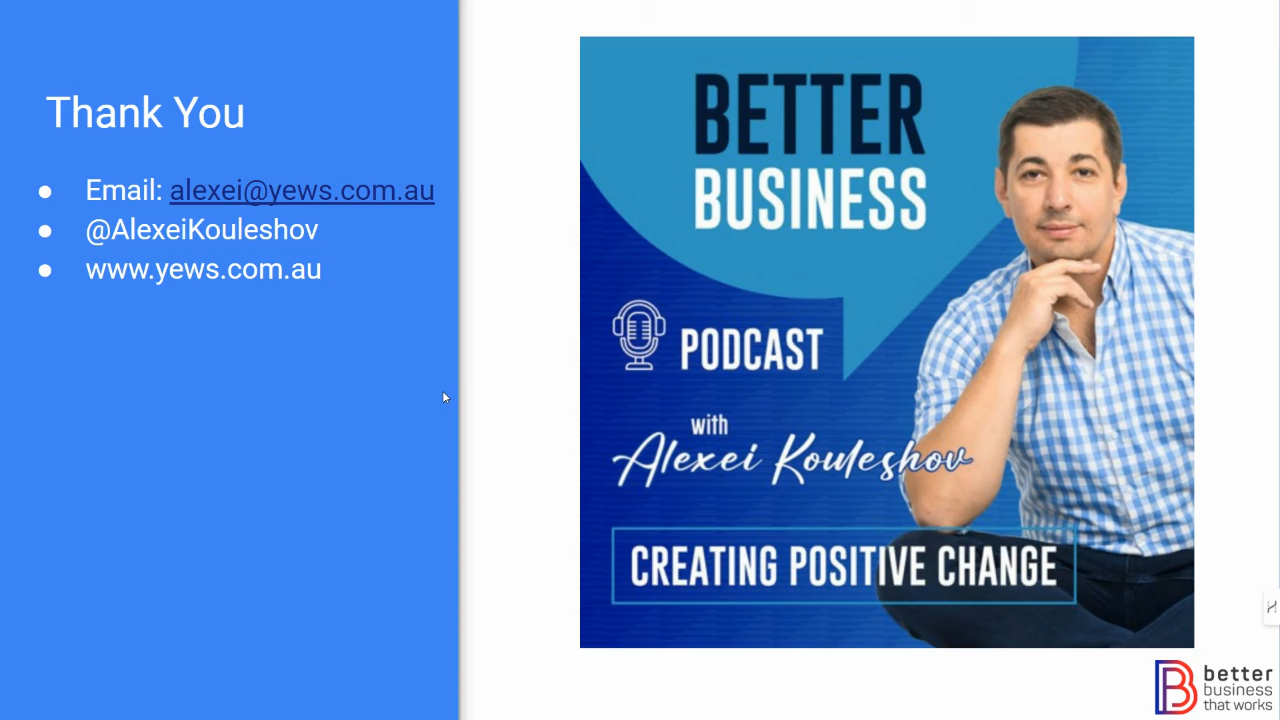 Thank You
● Email: alexei@yews.com.au
● @AlexeiKouleshov
● www.yews.com.au
BETTER
BUSINESS
PODCAST
with
Alexei Kouleshov
CREATING POSITIVE CHANGE
better
business
that works